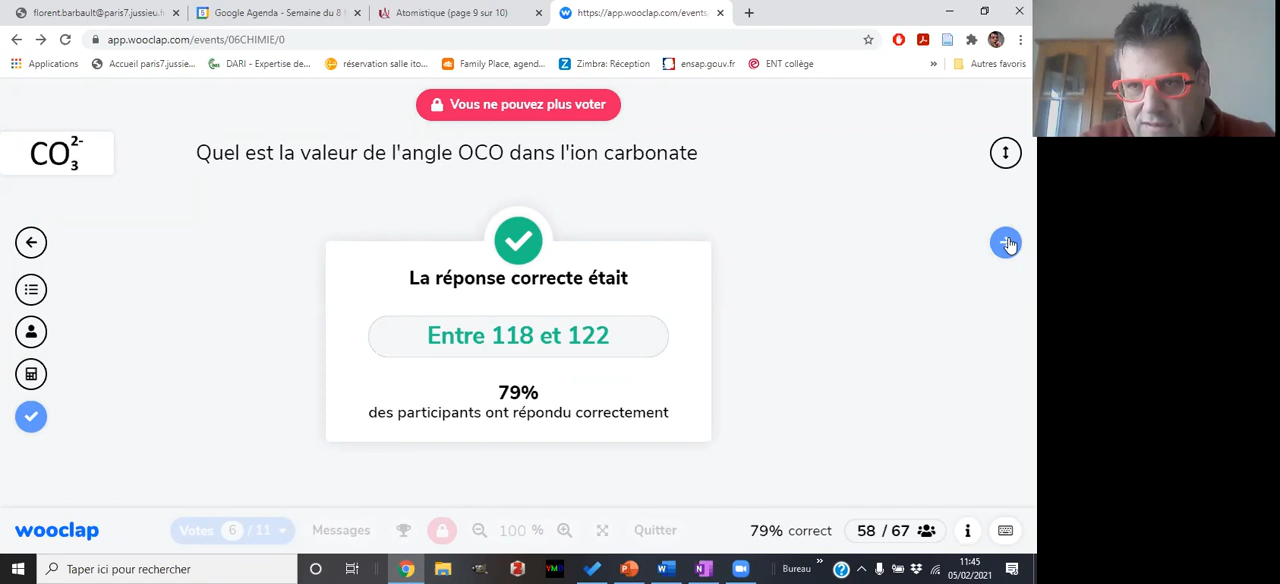 florent.barbault@paris7.jussieu.f
Google Agenda - Semaine du 8
Atomistique (page 9 sur 10)
https://app.wooclap.com/events
app.wooclap.com/events/06CHIMIE/0
Applications
Accueil paris7.jussie...
DARI - Expertise de...
réservation salle ito...
Family Place, agend...
Zimbra: Réception
ensap.gouv.fr
ENT collège
»
Autres favoris
Vous ne pouvez plus voter
CO₃²⁻
Quel est la valeur de l'angle OCO dans l'ion carbonate
La réponse correcte était
Entre 118 et 122
79%
des participants ont répondu correctement
wooclap
Votes 6 / 11
Messages
100 %
Quitter
79% correct
58 / 67
Taper ici pour rechercher
YMD
Bureau
»
11:45
05/02/2021